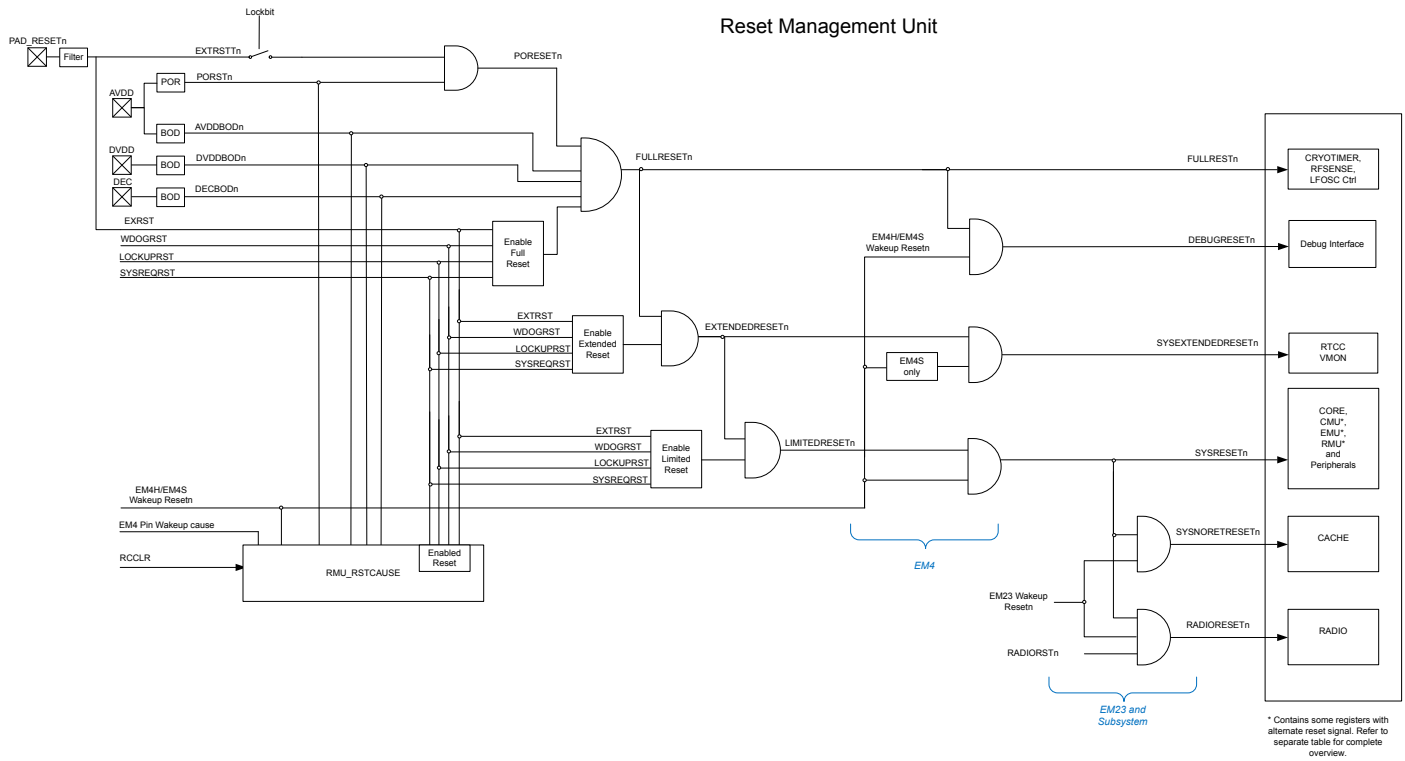 Reset Management Unit
Lockbit
PAD_RESETn
Filter
EXTRSTTn
PORESETn
AVDD
POR
PORSTn
BOD
AVDDBODn
DVDD
BOD
DVDDBODn
DEC
BOD
DECBODn
FULLRESETn
FULLRESTn
CRYOTIMER,
RFSENSE,
LFOSC Ctrl
EXRST
WDOGRST
LOCKUPRST
SYSREQRST
Enable
Full
Reset
EM4H/EM4S
Wakeup Resetn
DEBUGRESETn
Debug Interface
EXTRST
WDOGRST
LOCKUPRST
SYSREQRST
Enable
Extended
Reset
EXTENDEDRESETn
EM4S
only
SYSEXTENDEDRESETn
RTCC
VMON
EXTRST
WDOGRST
LOCKUPRST
SYSREQRST
Enable
Limited
Reset
LIMITEDRESETn
SYSRESETn
CORE,
CMU*,
EMU*,
RMU*
and
Peripherals
EM4H/EM4S
Wakeup Resetn
EM4 Pin Wakeup cause
RCCLR
RMU_RSTCAUSE
Enabled
Reset
EM4
SYSNORETRESETn
CACHE
EM23 Wakeup
Resetn
RADIORSTn
RADIORESETn
RADIO
EM23 and
Subsystem
* Contains some registers with
alternate reset signal. Refer to
separate table for complete
overview.